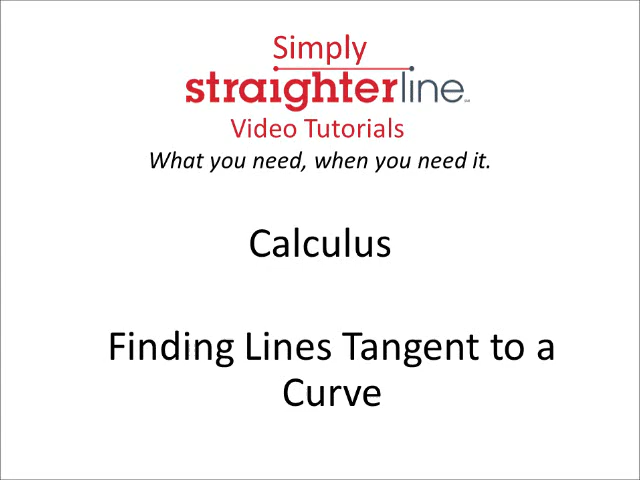 Simply
straighterline
Video Tutorials
What you need, when you need it.
Calculus
Finding Lines Tangent to a
Curve